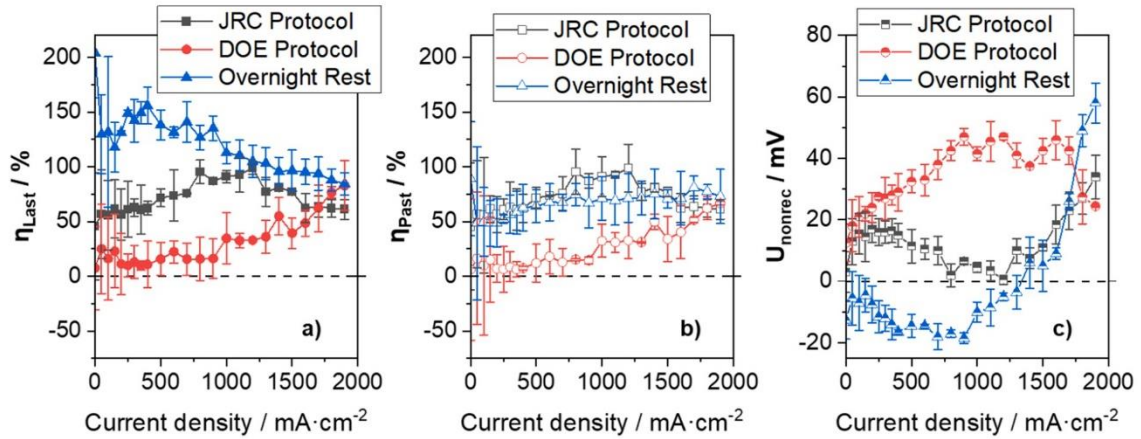 JRC Protocol
DOE Protocol
Overnight Rest
200
150
100
50
0
-50
η_Last / %
a)
0 500 1000 1500 2000
Current density / mA·cm⁻²
JRC Protocol
DOE Protocol
Overnight Rest
200
150
100
50
0
-50
η_Past / %
b)
0 500 1000 1500 2000
Current density / mA·cm⁻²
JRC Protocol
DOE Protocol
Overnight Rest
80
60
40
20
0
-20
U_nonrec / mV
c)
0 500 1000 1500 2000
Current density / mA·cm⁻²